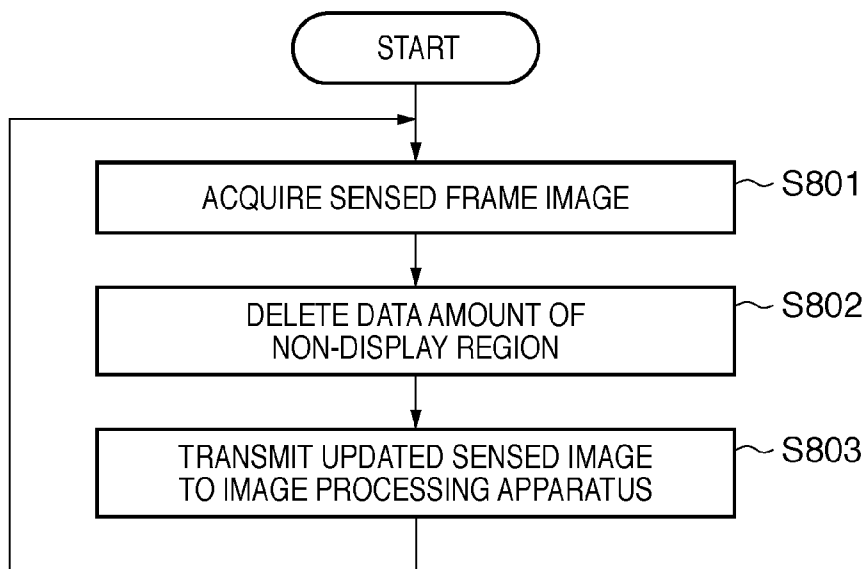 START
ACQUIRE SENSED FRAME IMAGE
S801
DELETE DATA AMOUNT OF
NON-DISPLAY REGION
S802
TRANSMIT UPDATED SENSED IMAGE
TO IMAGE PROCESSING APPARATUS
S803